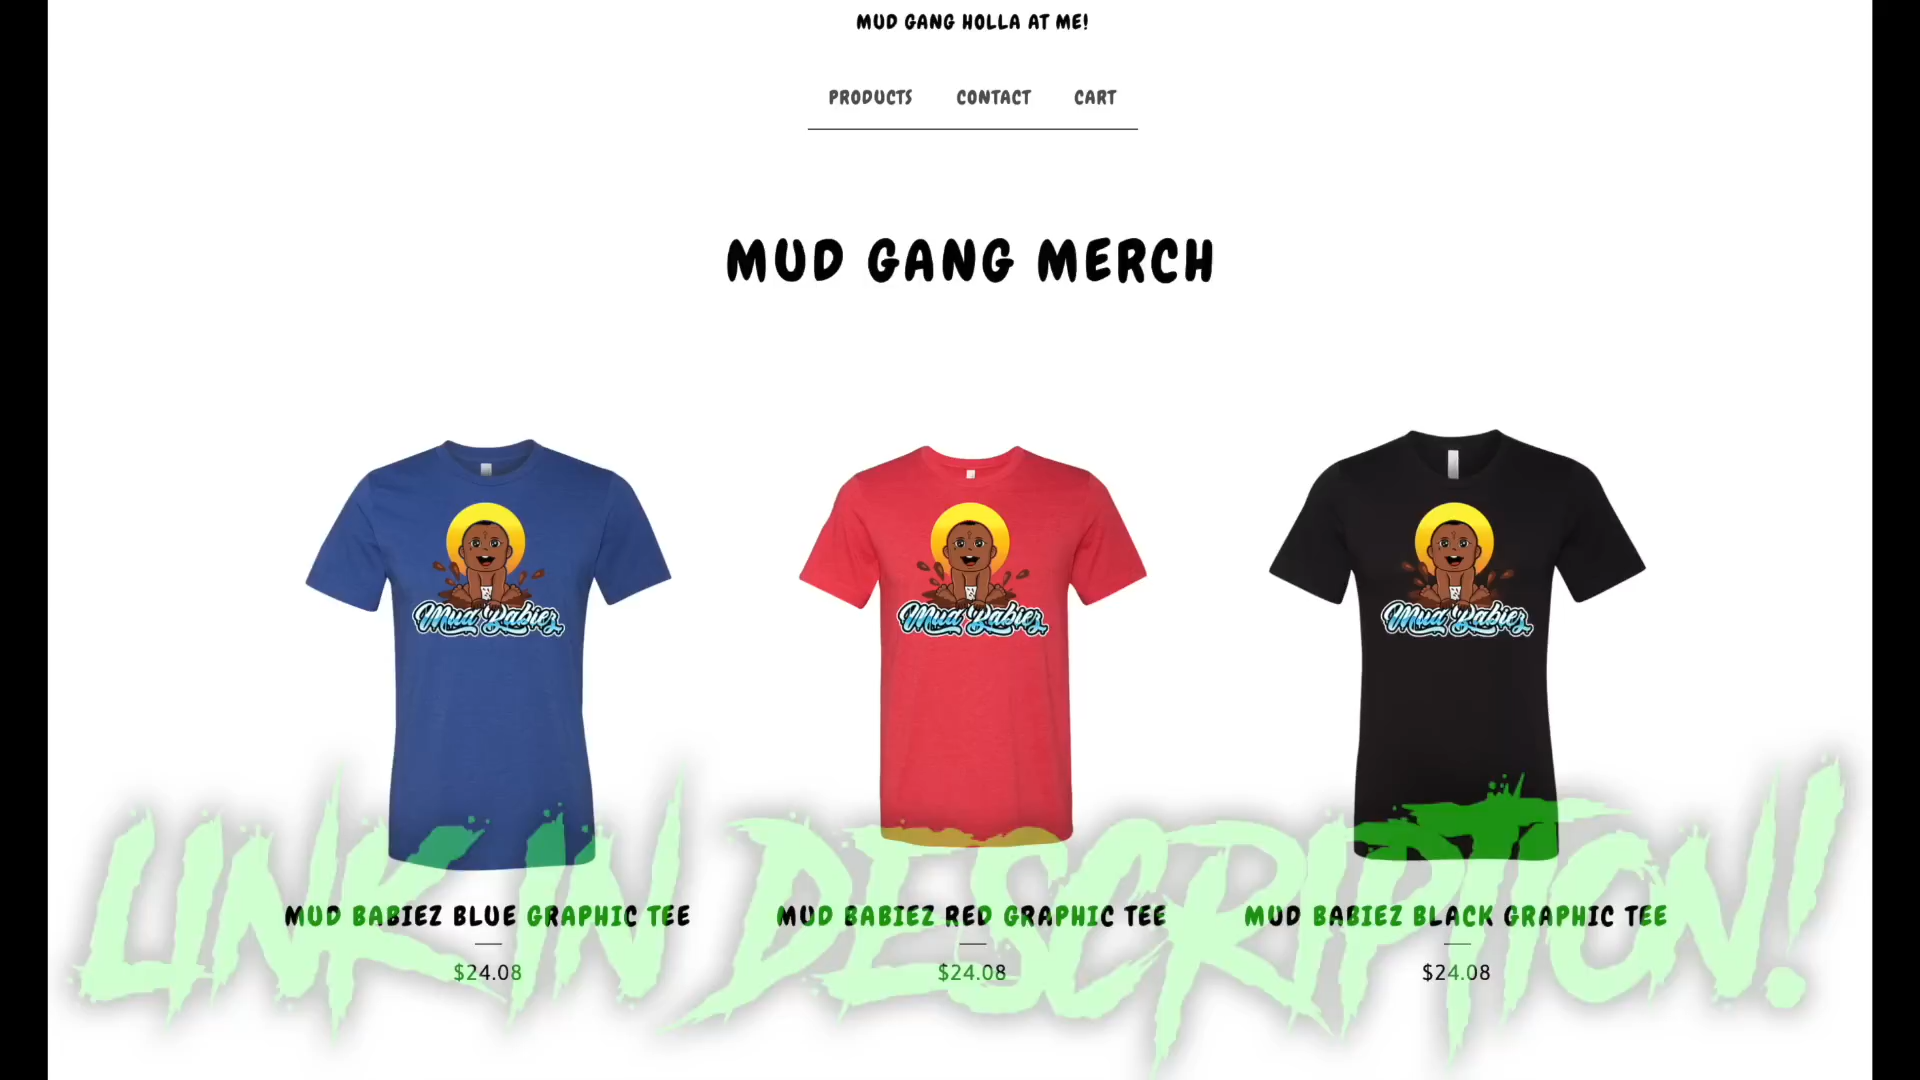 MUD GANG HOLLA AT ME!
PRODUCTS CONTACT CART
MUD GANG MERCH
Mud Babiez Mud Babiez Mud Babiez
LINK IN DESCRIPTION!
MUD BABIEZ BLUE GRAPHIC TEE MUD BABIEZ RED GRAPHIC TEE MUD BABIEZ BLACK GRAPHIC TEE
$24.08 $24.08 $24.08